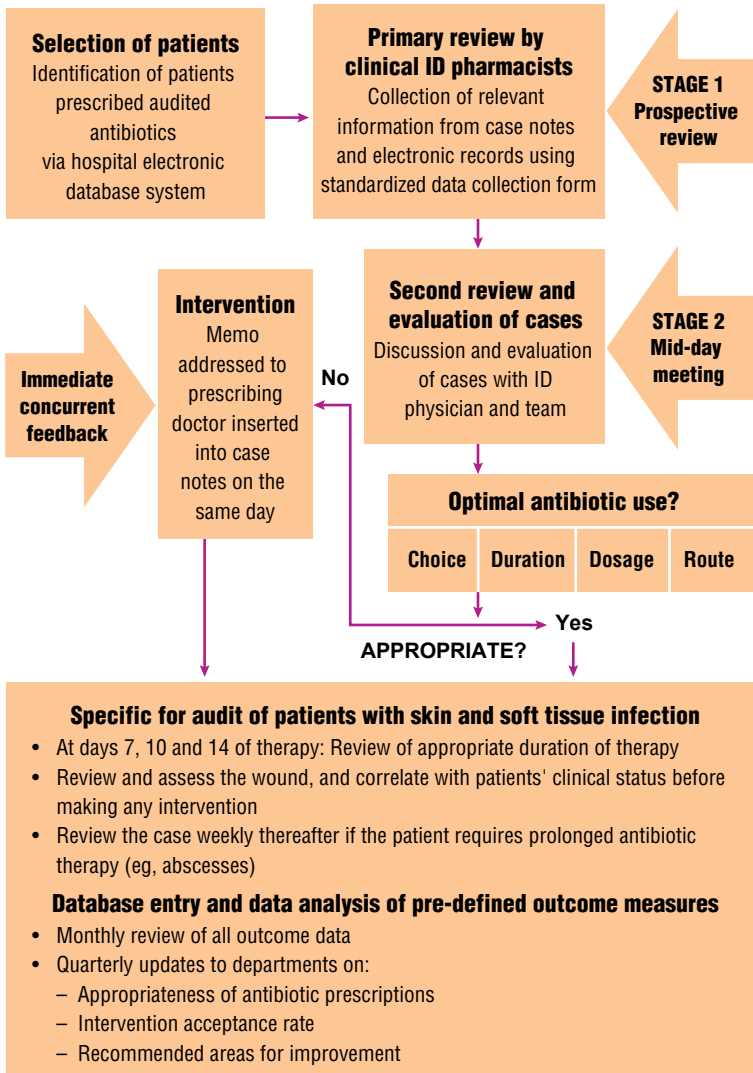 Selection of patients
Identification of patients
prescribed audited
antibiotics
via hospital electronic
database system
Primary review by
clinical ID pharmacists
Collection of relevant
information from case notes
and electronic records using
standardized data collection form
STAGE 1
Prospective
review
Second review and
evaluation of cases
Discussion and evaluation
of cases with ID
physician and team
STAGE 2
Mid-day
meeting
Immediate
concurrent
feedback
Intervention
Memo
addressed to
prescribing
doctor inserted
into case
notes on the
same day
No
Optimal antibiotic use?
Choice Duration Dosage Route
Yes
APPROPRIATE?
Specific for audit of patients with skin and soft tissue infection
• At days 7, 10 and 14 of therapy: Review of appropriate duration of therapy
• Review and assess the wound, and correlate with patients' clinical status before
making any intervention
• Review the case weekly thereafter if the patient requires prolonged antibiotic
therapy (eg, abscesses)
Database entry and data analysis of pre-defined outcome measures
• Monthly review of all outcome data
• Quarterly updates to departments on:
– Appropriateness of antibiotic prescriptions
– Intervention acceptance rate
– Recommended areas for improvement